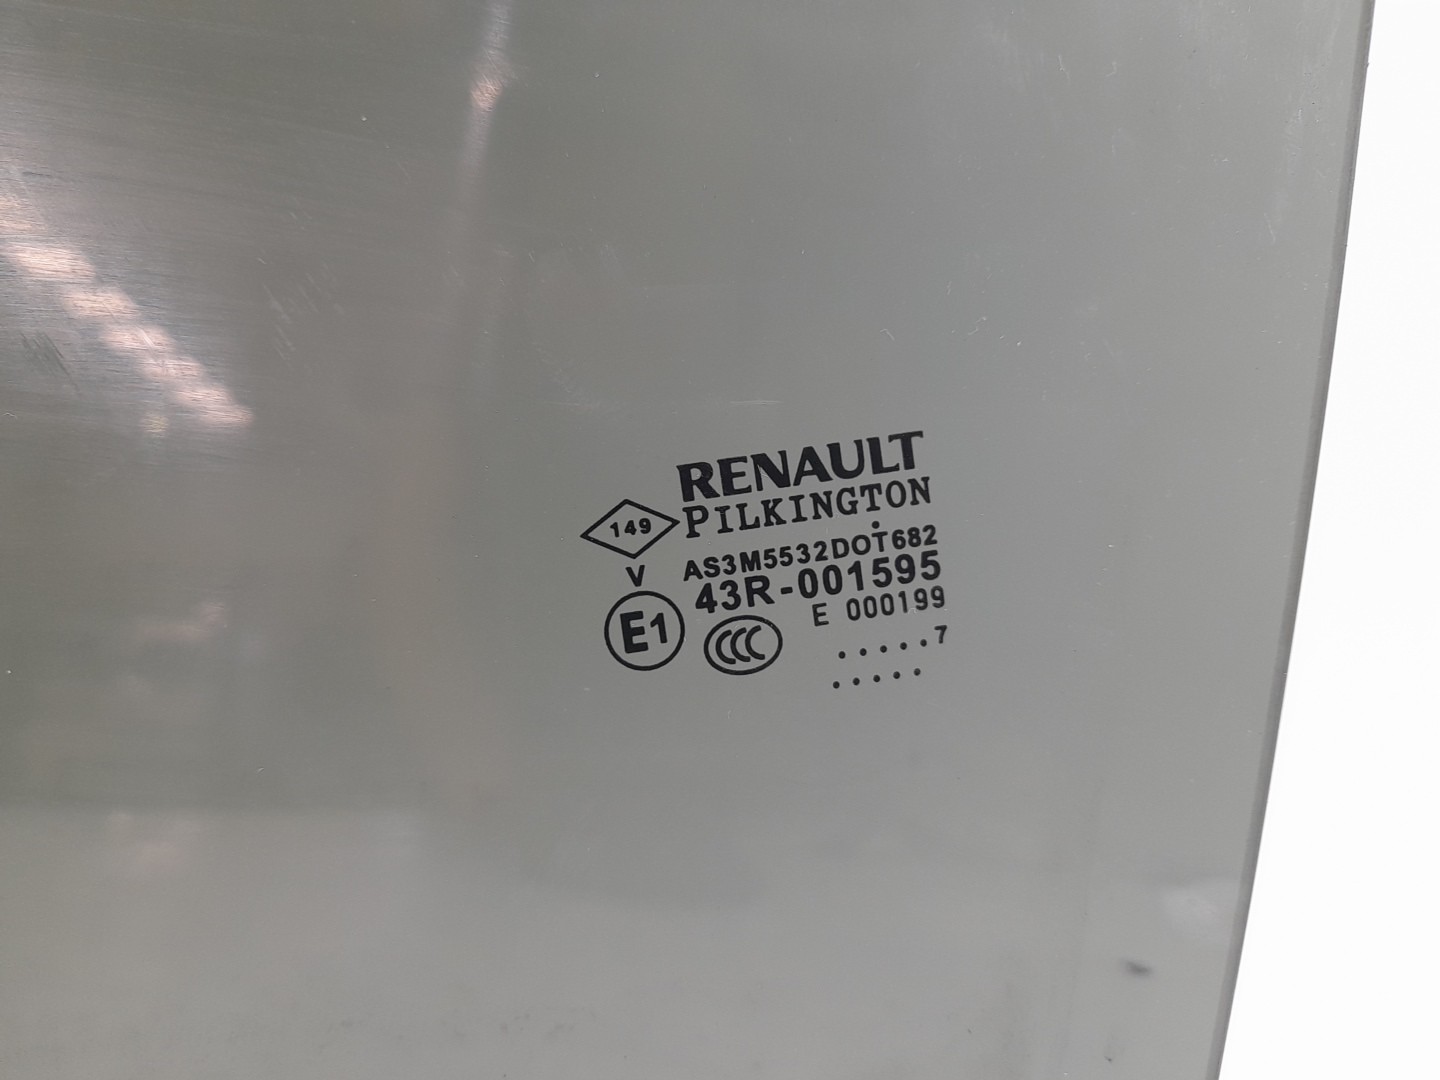 RENAULT
PILKINGTON
149
AS3M5532DOT682
V
43R-001595
E 000199
E1
CCC
.....7
.....